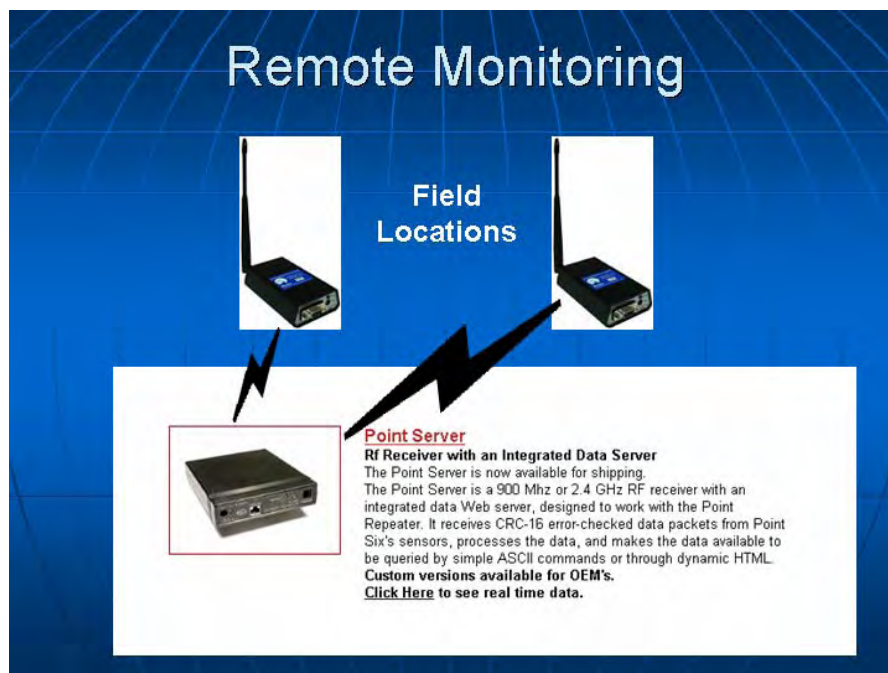 Remote Monitoring
Field
Locations
Point Server
Rf Receiver with an Integrated Data Server
The Point Server is now available for shipping.
The Point Server is a 900 Mhz or 2.4 GHz RF receiver with an
integrated data Web server, designed to work with the Point
Repeater. It receives CRC-16 error-checked data packets from Point
Six's sensors, processes the data, and makes the data available to
be queried by simple ASCII commands or through dynamic HTML.
Custom versions available for OEM's.
Click Here to see real time data.